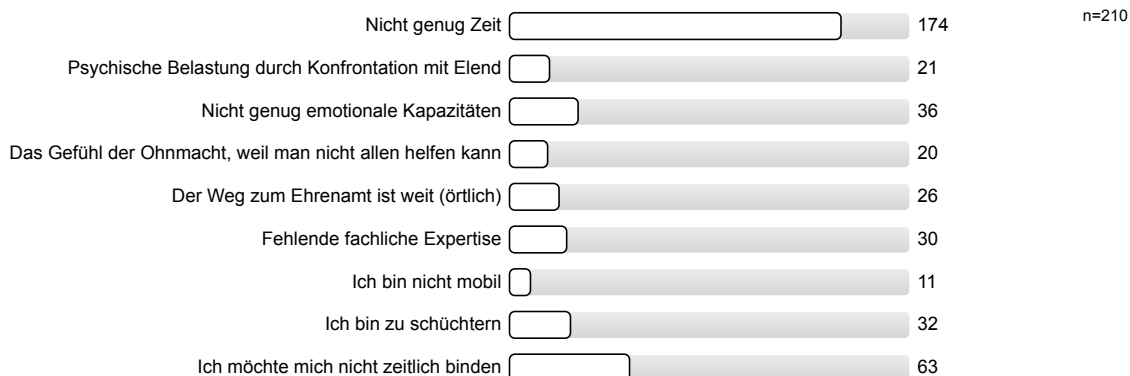 Nicht genug Zeit 174 n=210
Psychische Belastung durch Konfrontation mit Elend 21
Nicht genug emotionale Kapazitäten 36
Das Gefühl der Ohnmacht, weil man nicht allen helfen kann 20
Der Weg zum Ehrenamt ist weit (örtlich) 26
Fehlende fachliche Expertise 30
Ich bin nicht mobil 11
Ich bin zu schüchtern 32
Ich möchte mich nicht zeitlich binden 63